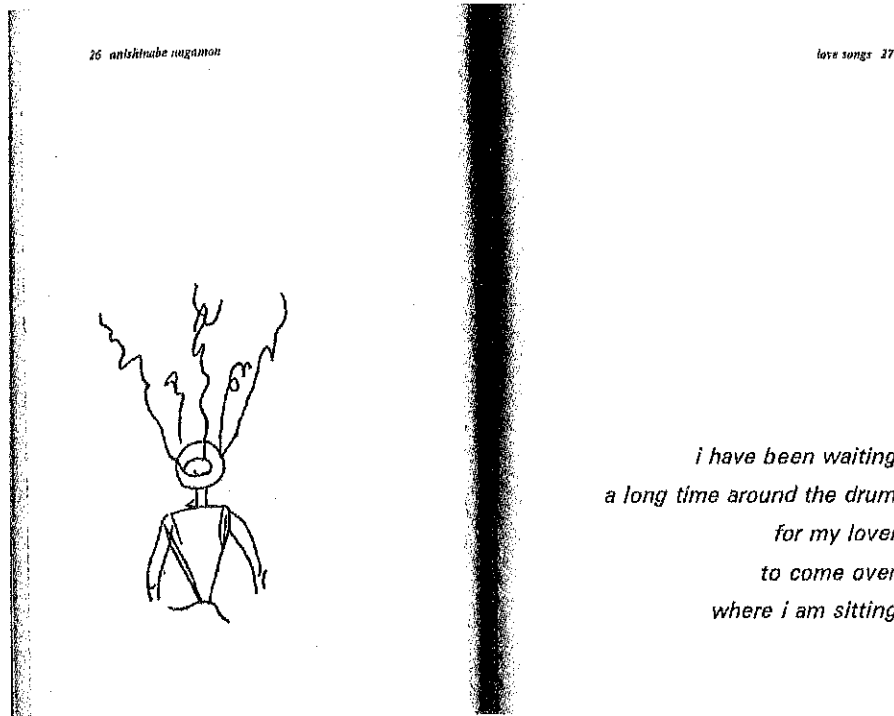 26 anishinabe nagamon
love songs 27
i have been waiting
a long time around the drum
for my lover
to come over
where i am sitting